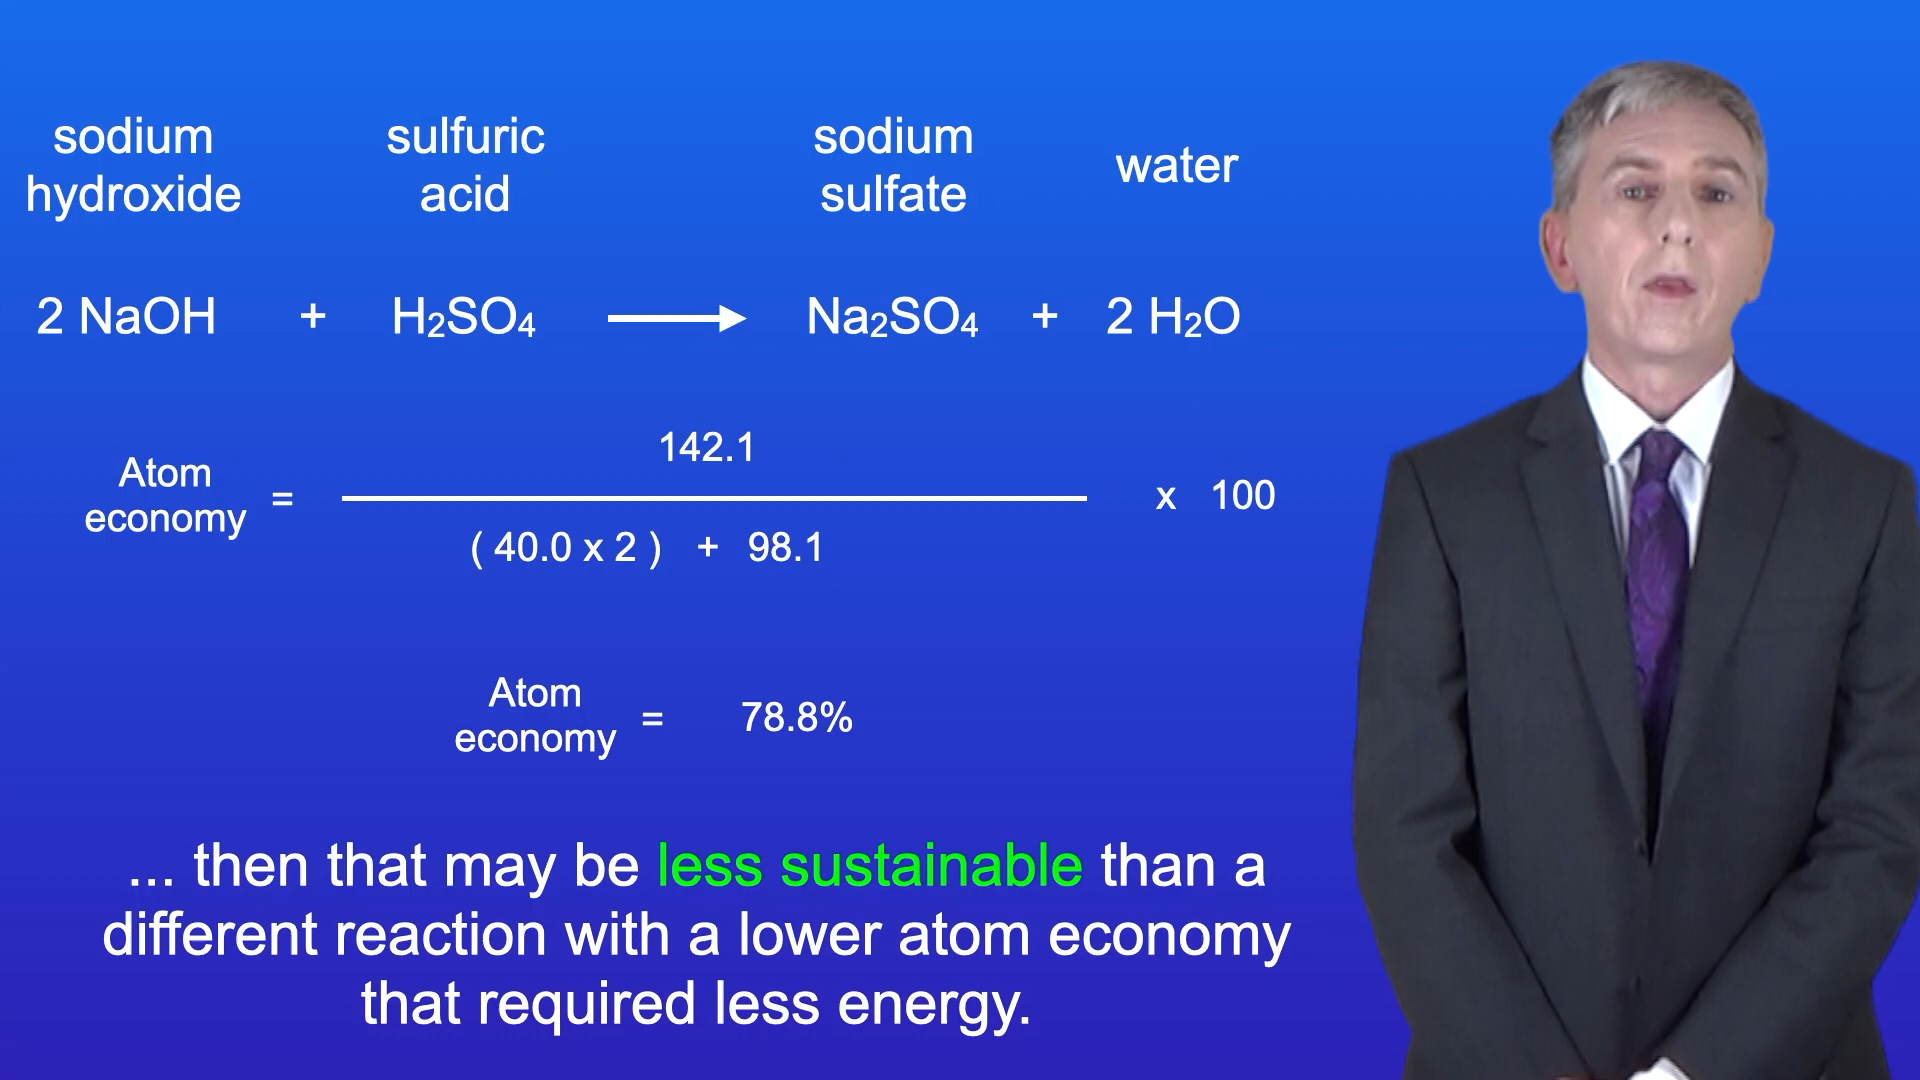 sodium hydroxide
sulfuric acid
sodium sulfate
water
2 NaOH + H₂SO₄ ⟶ Na₂SO₄ + 2 H₂O
142.1
Atom economy = x 100
( 40.0 x 2 ) + 98.1
Atom economy = 78.8%
... then that may be less sustainable than a
different reaction with a lower atom economy
that required less energy.